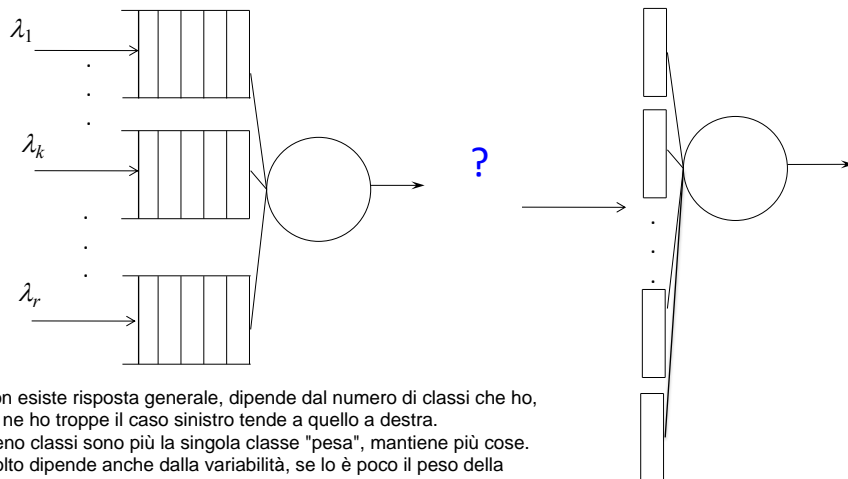 λ₁
λₖ
λᵣ
?
on esiste risposta generale, dipende dal numero di classi che ho,
ne ho troppe il caso sinistro tende a quello a destra.
eno classi sono più la singola classe "pesa", mantiene più cose.
olto dipende anche dalla variabilità, se lo è poco il peso della